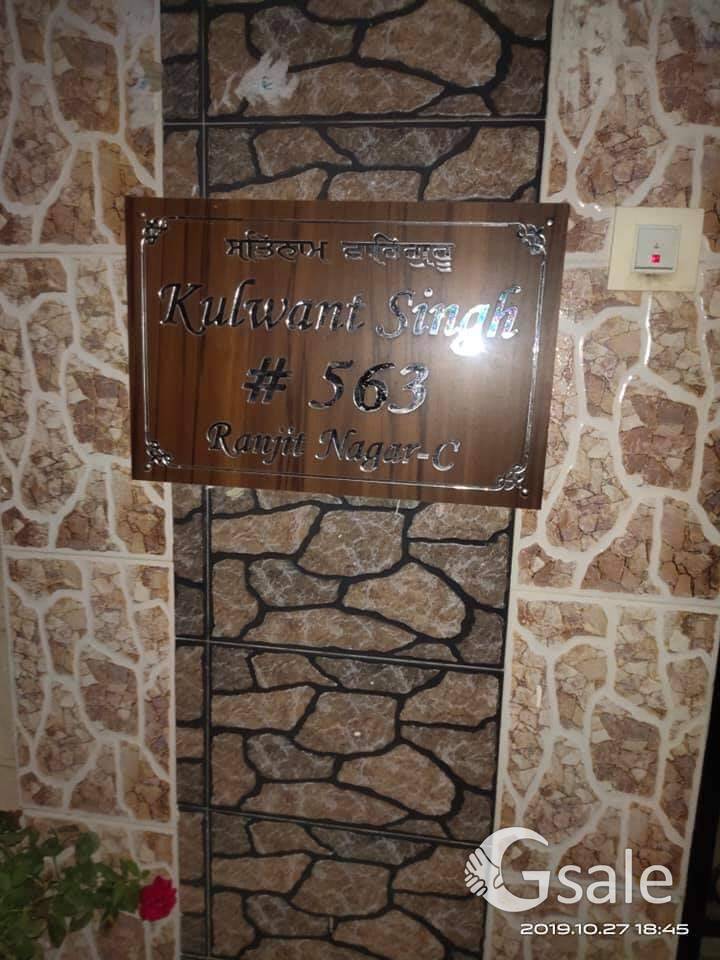 ਸਤਿਨਾਮ ਵਾਹਿਗੁਰੂ
Kulwant Singh
# 563
Ranjit Nagar-C
Gsale
2019.10.27 18:45